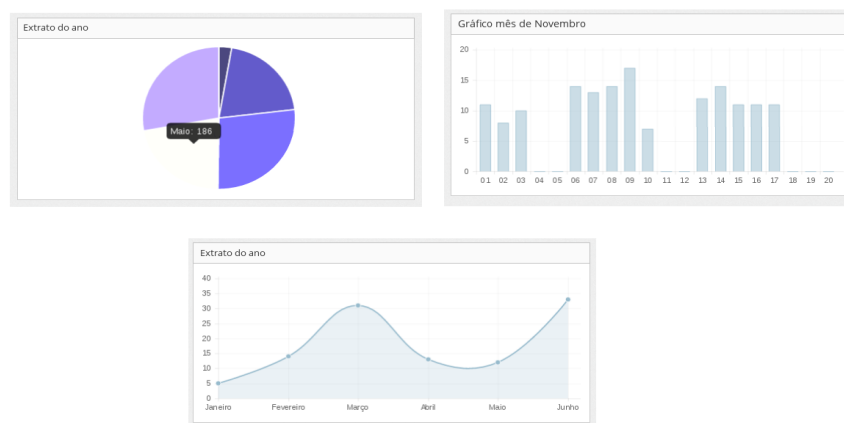 Extrato do ano
Maio: 186
Gráfico mês de Novembro
20
15
10
5
0
01 02 03 04 05 06 07 08 09 10 11 12 13 14 15 16 17 18 19 20
Extrato do ano
40
35
30
25
20
15
10
5
0
Janeiro Fevereiro Março Abril Maio Junho